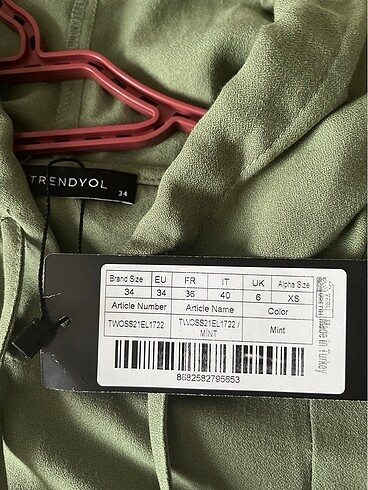 TRENDYOL
34
Brand Size EU FR IT UK Alpha Size
34 34 36 40 6 XS
Article Number Article Name Color
TWOSS21EL1722 TWOSS21EL1722 / MINT Mint
Made in Turkey
8682582795653